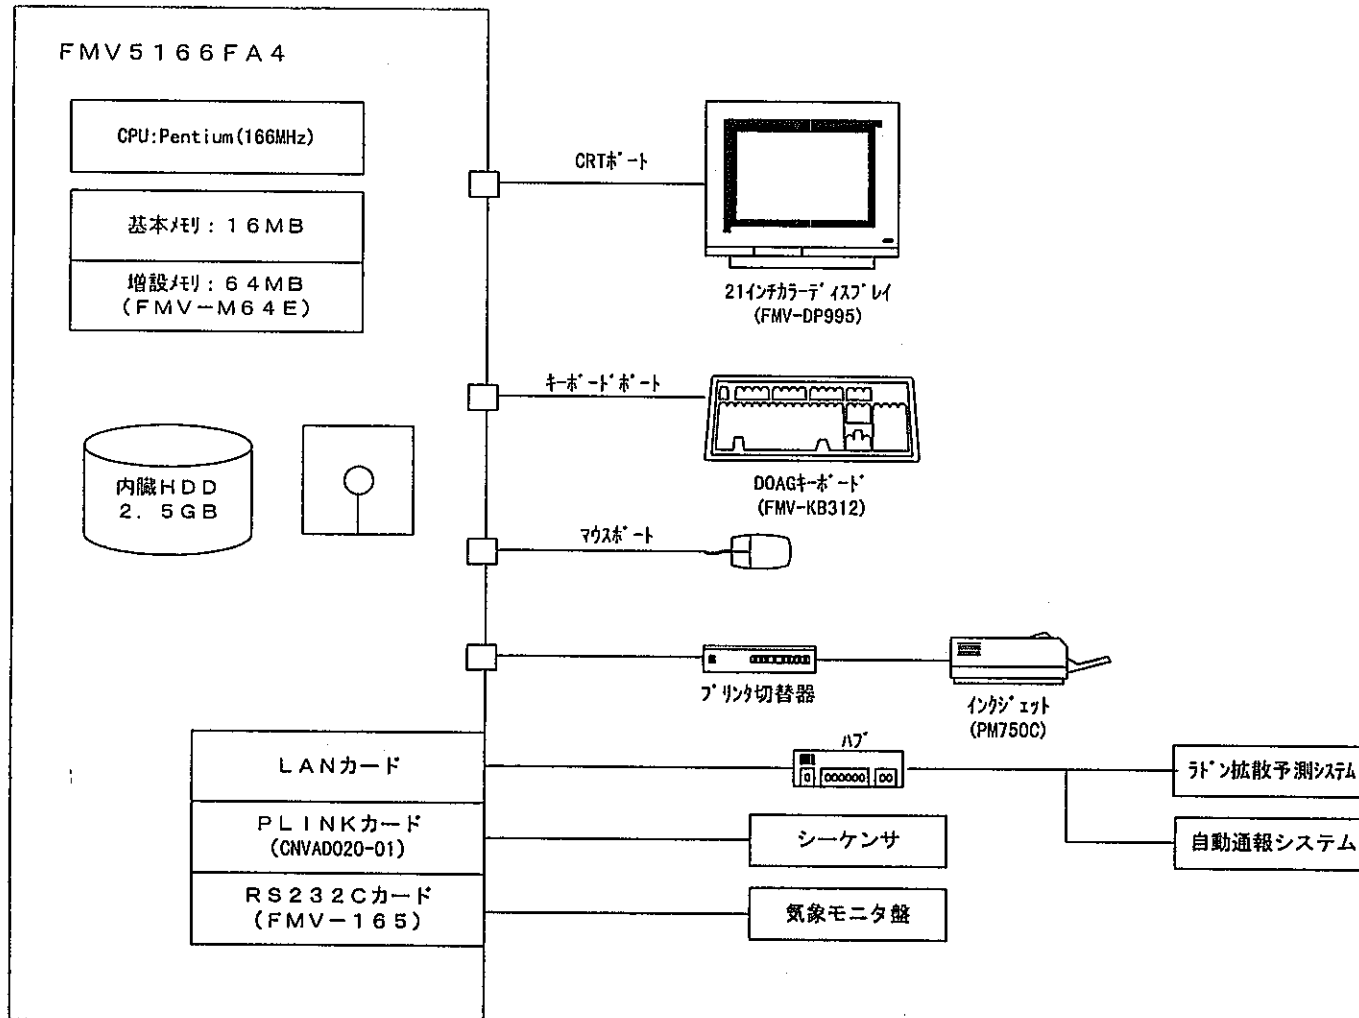 FMV5166FA4
CPU:Pentium(166MHz)
基本ﾒﾓﾘ:16MB
増設ﾒﾓﾘ:64MB
(FMV-M64E)
内臓HDD
2.5GB
CRTﾎﾟｰﾄ
21ｲﾝﾁｶﾗｰﾃﾞｨｽﾌﾟﾚｲ
(FMV-DP995)
ｷｰﾎﾞｰﾄﾞﾎﾟｰﾄ
DOAGｷｰﾎﾞｰﾄﾞ
(FMV-KB312)
ﾏｳｽﾎﾟｰﾄ
ﾌﾟﾘﾝﾀ切替器
ｲﾝｸｼﾞｪｯﾄ
(PM750C)
LANカード
ﾊﾌﾞ
ﾗﾄﾞﾝ拡散予測ｼｽﾃﾑ
自動通報システム
PLINKカード
(CNVAD020-01)
シーケンサ
RS232Cカード
(FMV-165)
気象モニタ盤